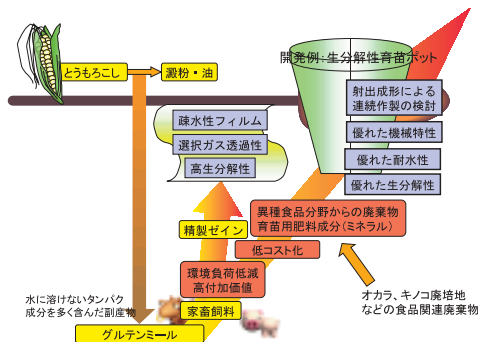 開発例：生分解性育苗ポット
とうもろこし
澱粉・油
射出成形による
連続作製の検討
優れた機械特性
優れた耐水性
優れた生分解性
疎水性フィルム
選択ガス透過性
高生分解性
精製ゼイン
異種食品分野からの廃棄物
育苗用肥料成分(ミネラル)
低コスト化
環境負荷低減
高付加価値
家畜飼料
水に溶けないタンパク
成分を多く含んだ副産物
グルテンミール
オカラ、キノコ廃培地
などの食品関連廃棄物